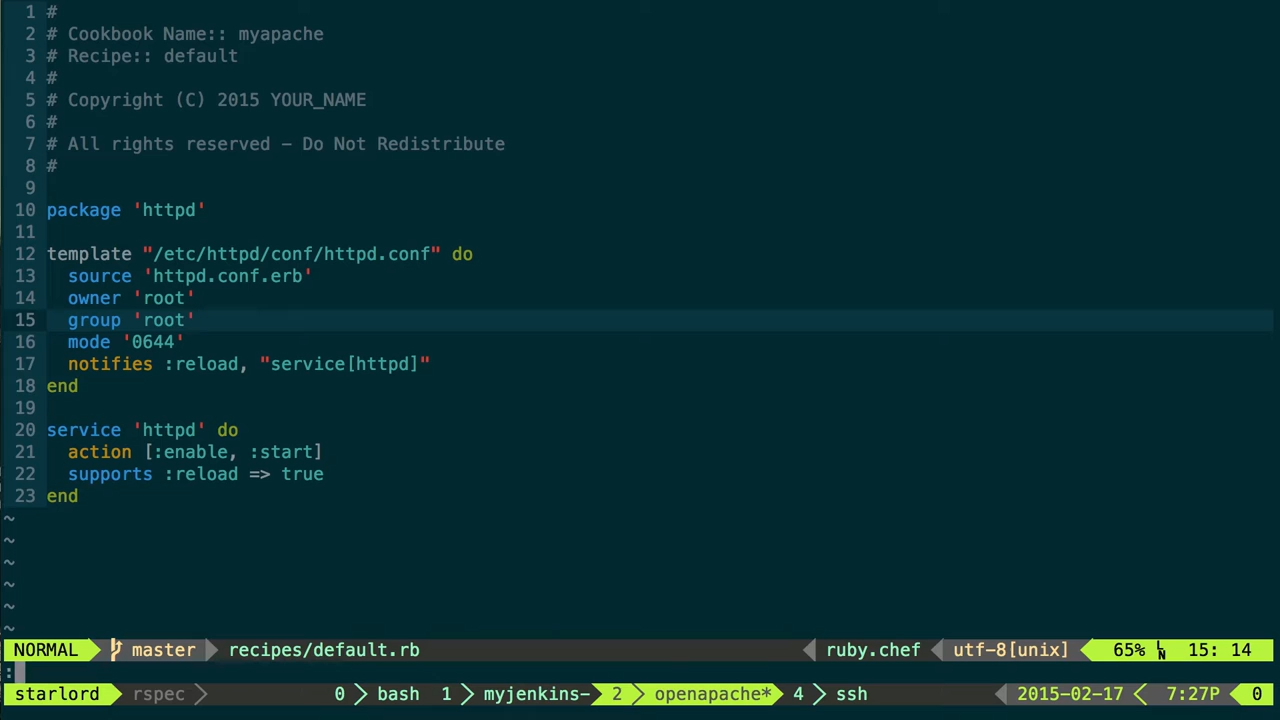 1 #
2 # Cookbook Name:: myapache
3 # Recipe:: default
4 #
5 # Copyright (C) 2015 YOUR_NAME
6 #
7 # All rights reserved - Do Not Redistribute
8 #
9
10 package 'httpd'
11
12 template "/etc/httpd/conf/httpd.conf" do
13   source 'httpd.conf.erb'
14   owner 'root'
15   group 'root'
16   mode '0644'
17   notifies :reload, "service[httpd]"
18 end
19
20 service 'httpd' do
21   action [:enable, :start]
22   supports :reload => true
23 end
~
~
~
~
~
~
NORMAL master recipes/default.rb ruby.chef utf-8[unix] 65% LN 15: 14
:
starlord rspec 0 bash 1 myjenkins- 2 openapache* 4 ssh 2015-02-17 7:27P 0